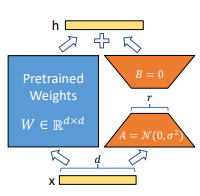 h
Pretrained
Weights
W ∈ ℝ^{d×d}
B = 0
r
A = 𝒩(0, σ²)
d
x